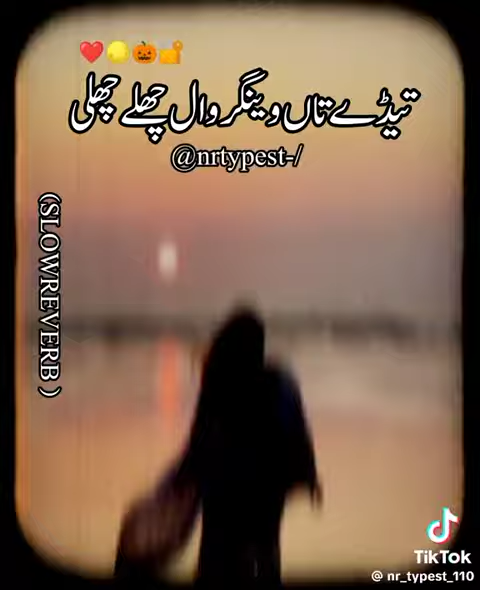 ❤️🟡🎃🔐
تیڈے تاں وینگر وال چھلے چھلی
@nrtypest-/
(SLOWREVERB )
TikTok
@ nr_typest_110